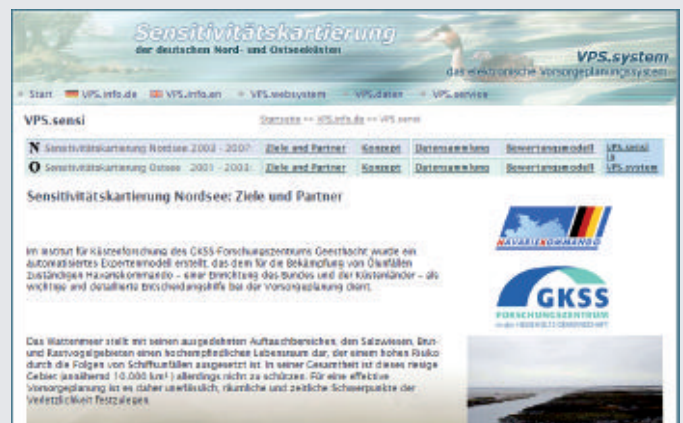 Sensitivitätskartierung
der deutschen Nord- und Ostseeküsten
VPS.system
das elektronische Vorsorgeplanungssystem
Start VPS.info.de VPS.info.en VPS.websystem VPS.daten VPS.service
VPS.sensi
Startseite >> VPS.info.de >> VPS.sensi
N Sensitivitätskartierung Nordsee 2003 - 2007: Ziele und Partner Konzept Datensammlung Bewertungsmodell VPS.sensi
O Sensitivitätskartierung Ostsee 2001 - 2003: Ziele und Partner Konzept Datensammlung Bewertungsmodell VPS.system
Sensitivitätskartierung Nordsee: Ziele und Partner
HAVARIEKOMMANDO
Im Institut für Küstenforschung des GKSS-Forschungszentrums Geesthacht wurde ein
automatisiertes Expertenmodell erstellt, das dem für die Bekämpfung von Ölunfällen
zuständigen Havariekommando – einer Einrichtung des Bundes und der Küstenländer – als
wichtige und detaillierte Entscheidungshilfe bei der Vorsorgeplanung dient.
GKSS
FORSCHUNGSZENTRUM
in der HELMHOLTZ-GEMEINSCHAFT
Das Wattenmeer stellt mit seinen ausgedehnten Auftauchbereichen, den Salzwiesen, Brut-
und Rastvogelgebieten einen hochempfindlichen Lebensraum dar, der einem hohen Risiko
durch die Folgen von Schiffsunfällen ausgesetzt ist. In seiner Gesamtheit ist dieses riesige
Gebiet (annähernd 10.000 km²) allerdings nicht zu schützen. Für eine effektive
Vorsorgeplanung ist es daher unerlässlich, räumliche und zeitliche Schwerpunkte der
Verletzlichkeit festzulegen.